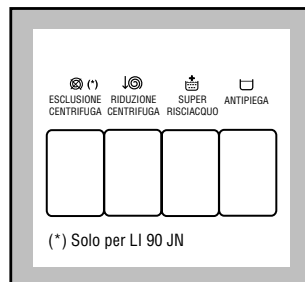 (*)
ESCLUSIONE RIDUZIONE SUPER ANTIPIEGA
CENTRIFUGA CENTRIFUGA RISCIACQUO
(*) Solo per LI 90 JN